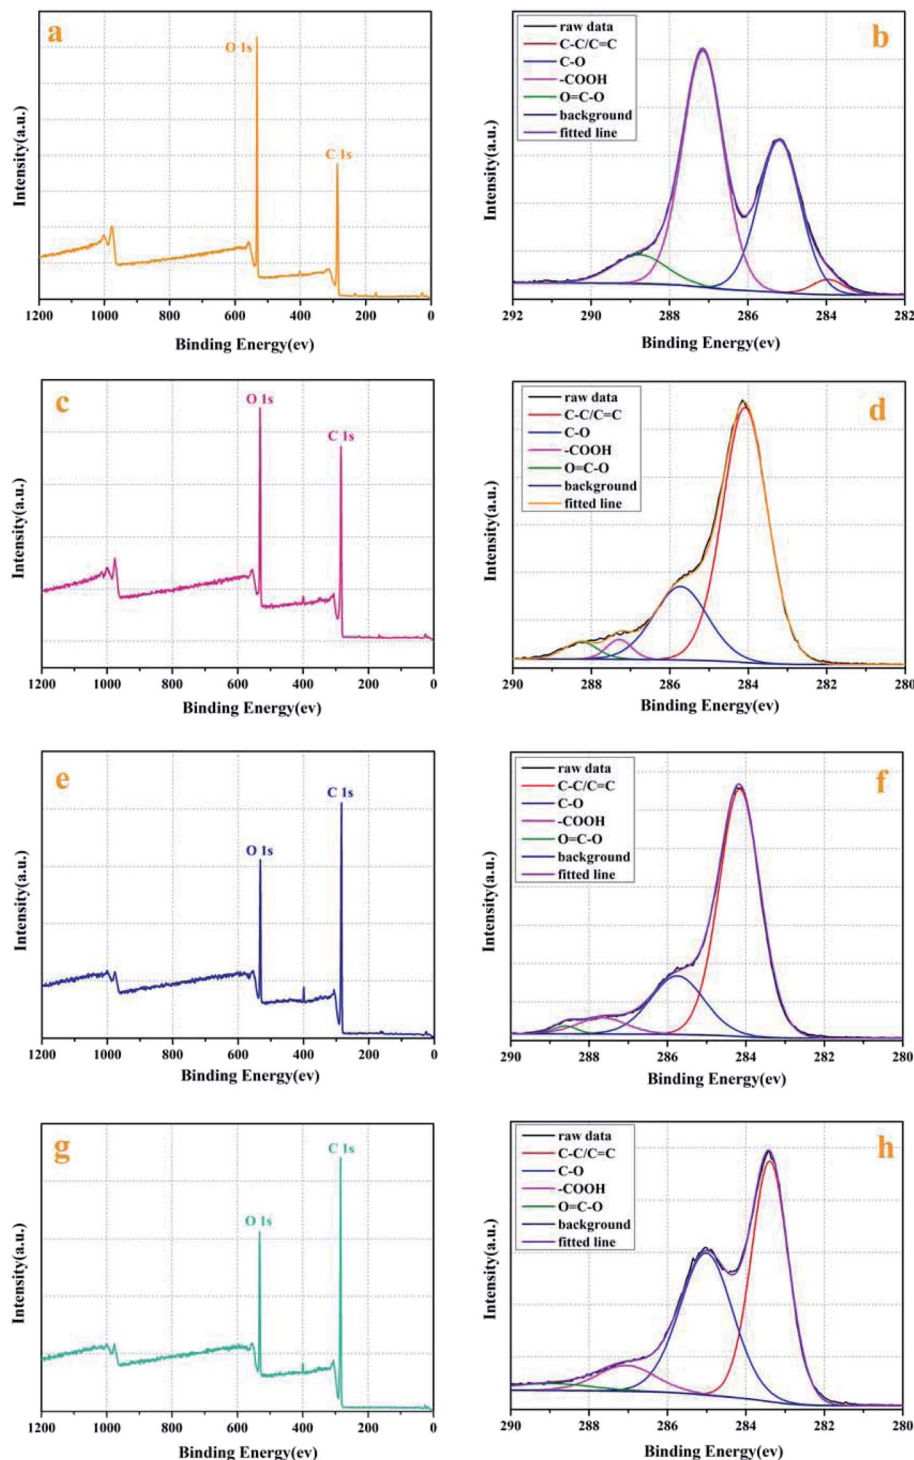 a
O 1s
C 1s
Intensity(a.u.)
1200 1000 800 600 400 200 0
Binding Energy(ev)
b
raw data
C-C/C=C
C-O
-COOH
O=C-O
background
fitted line
Intensity(a.u.)
292 290 288 286 284 282
Binding Energy(ev)
c
O 1s
C 1s
Intensity(a.u.)
1200 1000 800 600 400 200 0
Binding Energy(ev)
d
raw data
C-C/C=C
C-O
-COOH
O=C-O
background
fitted line
Intensity(a.u.)
290 288 286 284 282 280
Binding Energy(ev)
e
C 1s
O 1s
Intensity(a.u.)
1200 1000 800 600 400 200 0
Binding Energy(ev)
f
raw data
C-C/C=C
C-O
-COOH
O=C-O
background
fitted line
Intensity(a.u.)
290 288 286 284 282 280
Binding Energy(ev)
g
C 1s
O 1s
Intensity(a.u.)
1200 1000 800 600 400 200 0
Binding Energy(ev)
h
raw data
C-C/C=C
C-O
-COOH
O=C-O
background
fitted line
Intensity(a.u.)
290 288 286 284 282 280
Binding Energy(ev)